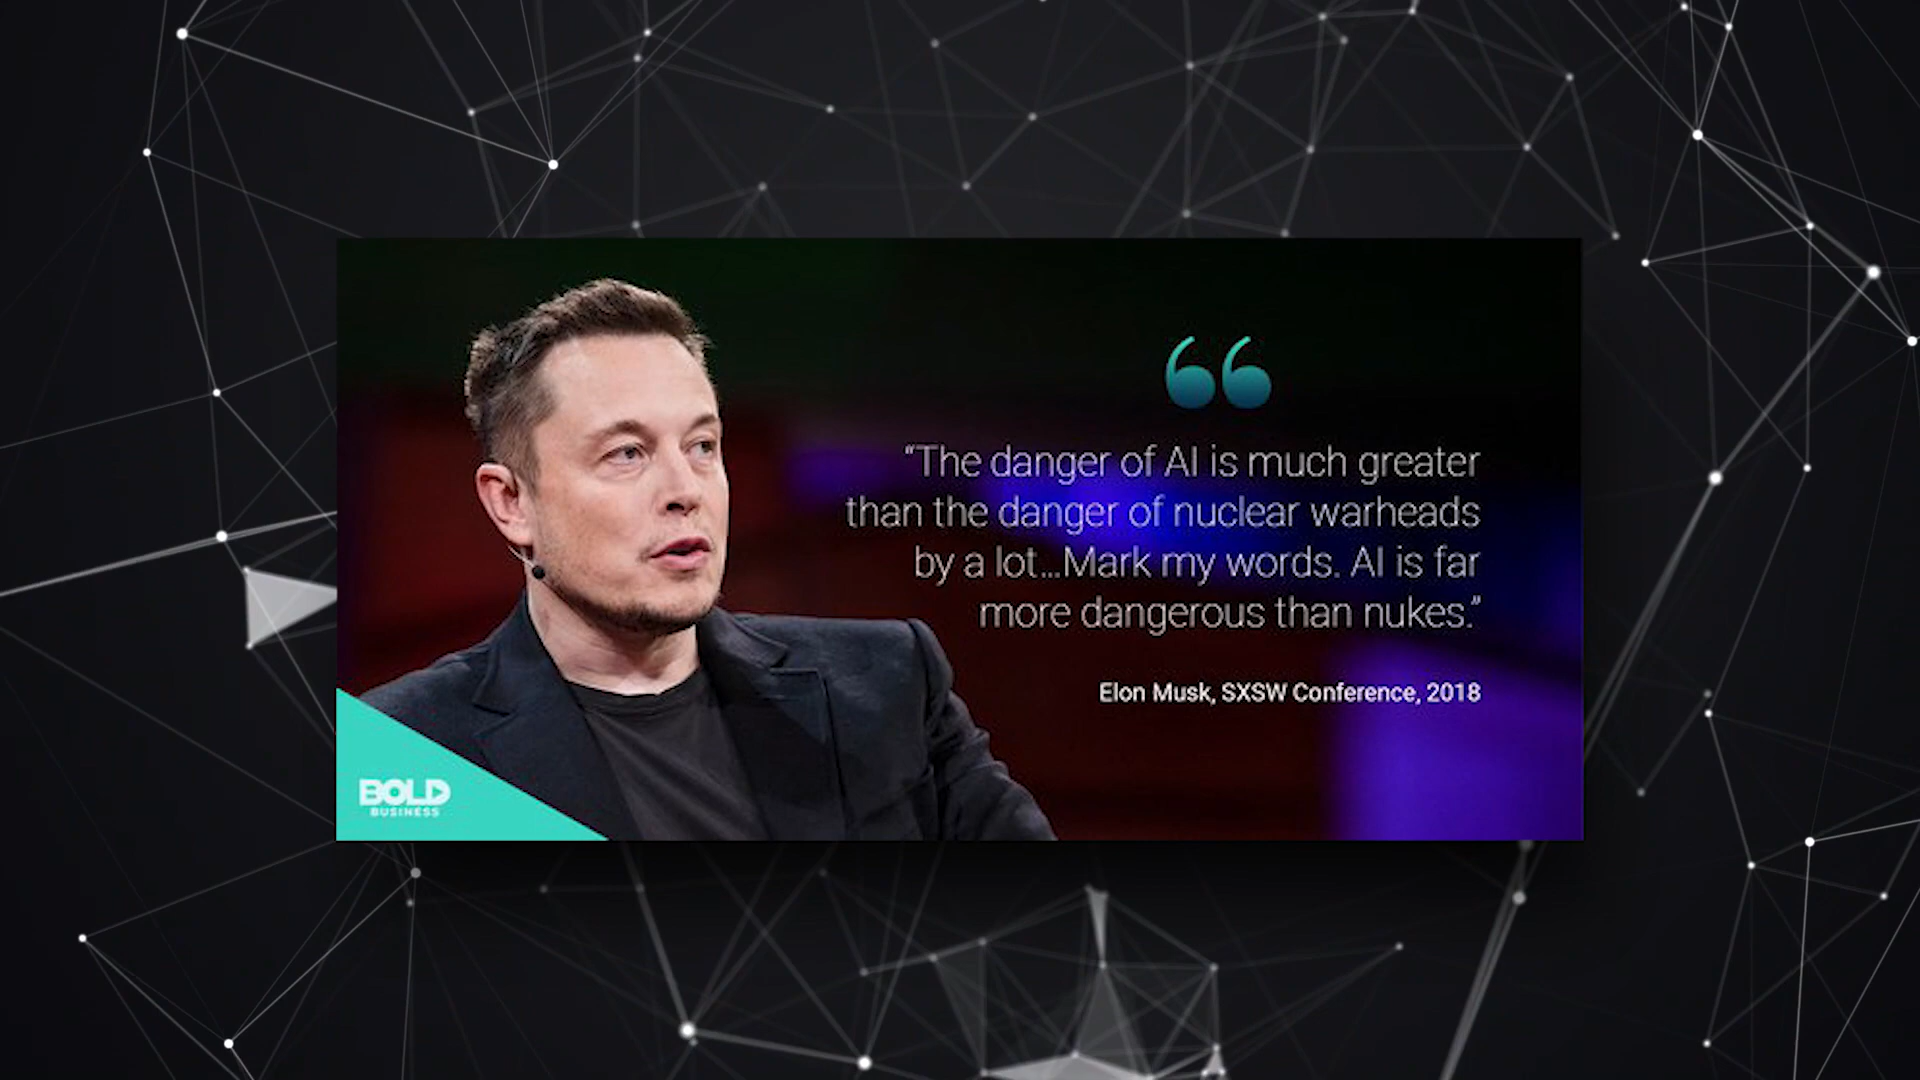 “The danger of AI is much greater
than the danger of nuclear warheads
by a lot...Mark my words. AI is far
more dangerous than nukes.”
Elon Musk, SXSW Conference, 2018
BOLD
BUSINESS